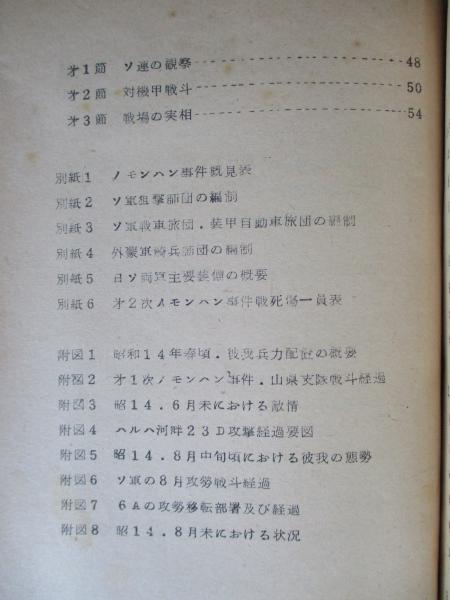 才1節 ソ連の観察 48
才2節 対機甲戦斗 50
才3節 戦場の実相 54
別紙1 ノモンハン事件概見表
別紙2 ソ軍狙撃師団の編制
別紙3 ソ軍戦車旅団．装甲自動車旅団の編制
別紙4 外蒙軍騎兵師団の編制
別紙5 日ソ両軍主要装備の概要
別紙6 才2次ノモンハン事件戦死傷一員表
附図1 昭和14年春頃．彼我兵力配置の概要
附図2 才1次ノモンハン事件．山県支隊戦斗経過
附図3 昭14.6月末における敵情
附図4 ハルハ河畔23D攻撃経過要図
附図5 昭14.8月中旬頃における彼我の態勢
附図6 ソ軍の8月攻勢戦斗経過
附図7 6Aの攻勢移転部署及び経過
附図8 昭14.8月末における状況